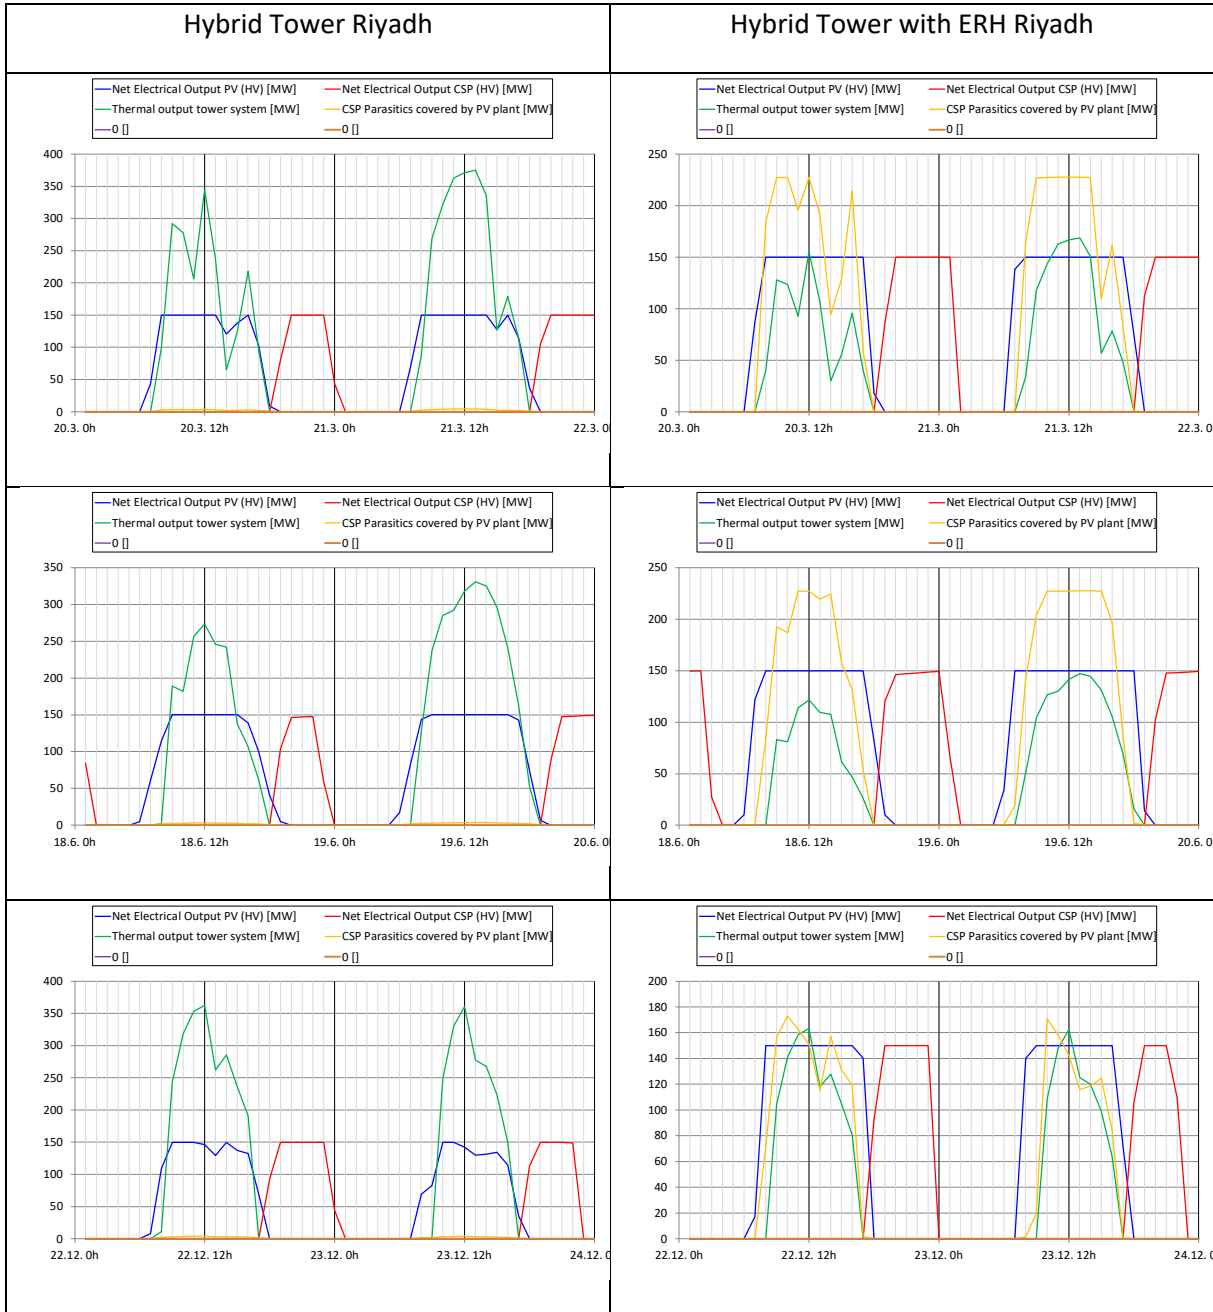 Hybrid Tower Riyadh
Hybrid Tower with ERH Riyadh
Net Electrical Output PV (HV) [MW] Net Electrical Output CSP (HV) [MW]
Thermal output tower system [MW] CSP Parasitics covered by PV plant [MW]
0 [] 0 []
400
350
300
250
200
150
100
50
0
20.3. 0h 20.3. 12h 21.3. 0h 21.3. 12h 22.3. 0h
Net Electrical Output PV (HV) [MW] Net Electrical Output CSP (HV) [MW]
Thermal output tower system [MW] CSP Parasitics covered by PV plant [MW]
0 [] 0 []
250
200
150
100
50
0
20.3. 0h 20.3. 12h 21.3. 0h 21.3. 12h 22.3. 0
Net Electrical Output PV (HV) [MW] Net Electrical Output CSP (HV) [MW]
Thermal output tower system [MW] CSP Parasitics covered by PV plant [MW]
0 [] 0 []
350
300
250
200
150
100
50
0
18.6. 0h 18.6. 12h 19.6. 0h 19.6. 12h 20.6. 0h
Net Electrical Output PV (HV) [MW] Net Electrical Output CSP (HV) [MW]
Thermal output tower system [MW] CSP Parasitics covered by PV plant [MW]
0 [] 0 []
250
200
150
100
50
0
18.6. 0h 18.6. 12h 19.6. 0h 19.6. 12h 20.6. 0
Net Electrical Output PV (HV) [MW] Net Electrical Output CSP (HV) [MW]
Thermal output tower system [MW] CSP Parasitics covered by PV plant [MW]
0 [] 0 []
400
350
300
250
200
150
100
50
0
22.12. 0h 22.12. 12h 23.12. 0h 23.12. 12h 24.12. 0h
Net Electrical Output PV (HV) [MW] Net Electrical Output CSP (HV) [MW]
Thermal output tower system [MW] CSP Parasitics covered by PV plant [MW]
0 [] 0 []
200
180
160
140
120
100
80
60
40
20
0
22.12. 0h 22.12. 12h 23.12. 0h 23.12. 12h 24.12. 0